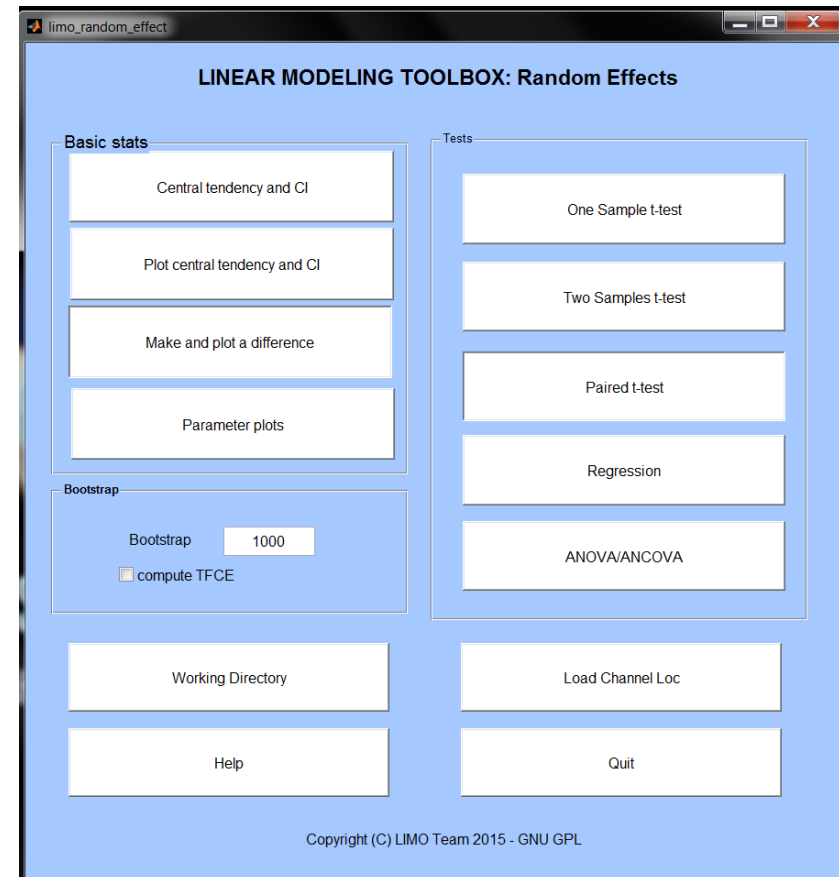 limo_random_effect
LINEAR MODELING TOOLBOX: Random Effects
Basic stats
Central tendency and CI
Plot central tendency and CI
Make and plot a difference
Parameter plots
Bootstrap
Bootstrap 1000
compute TFCE
Tests
One Sample t-test
Two Samples t-test
Paired t-test
Regression
ANOVA/ANCOVA
Working Directory
Load Channel Loc
Help
Quit
Copyright (C) LIMO Team 2015 - GNU GPL